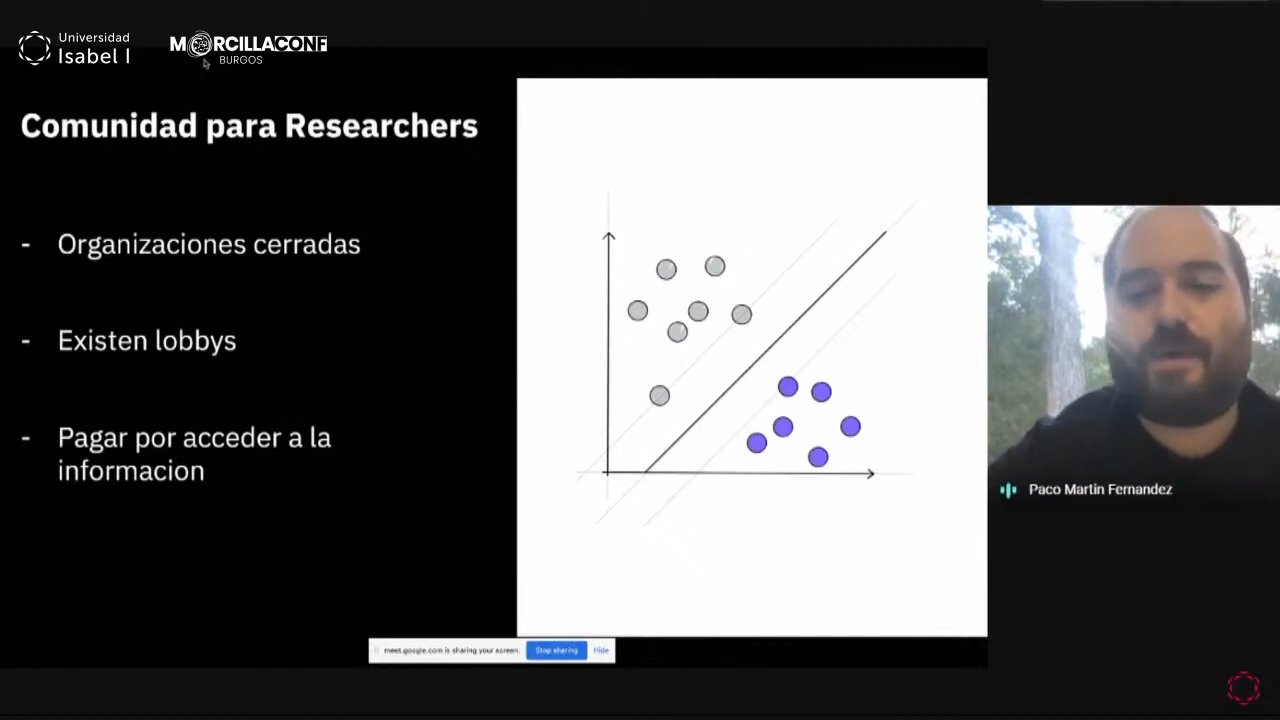 Universidad
Isabel I
MORCILLACONF
BURGOS
Comunidad para Researchers
- Organizaciones cerradas
- Existen lobbys
- Pagar por acceder a la
informacion
Paco Martin Fernandez
meet.google.com is sharing your screen.
Stop sharing
Hide